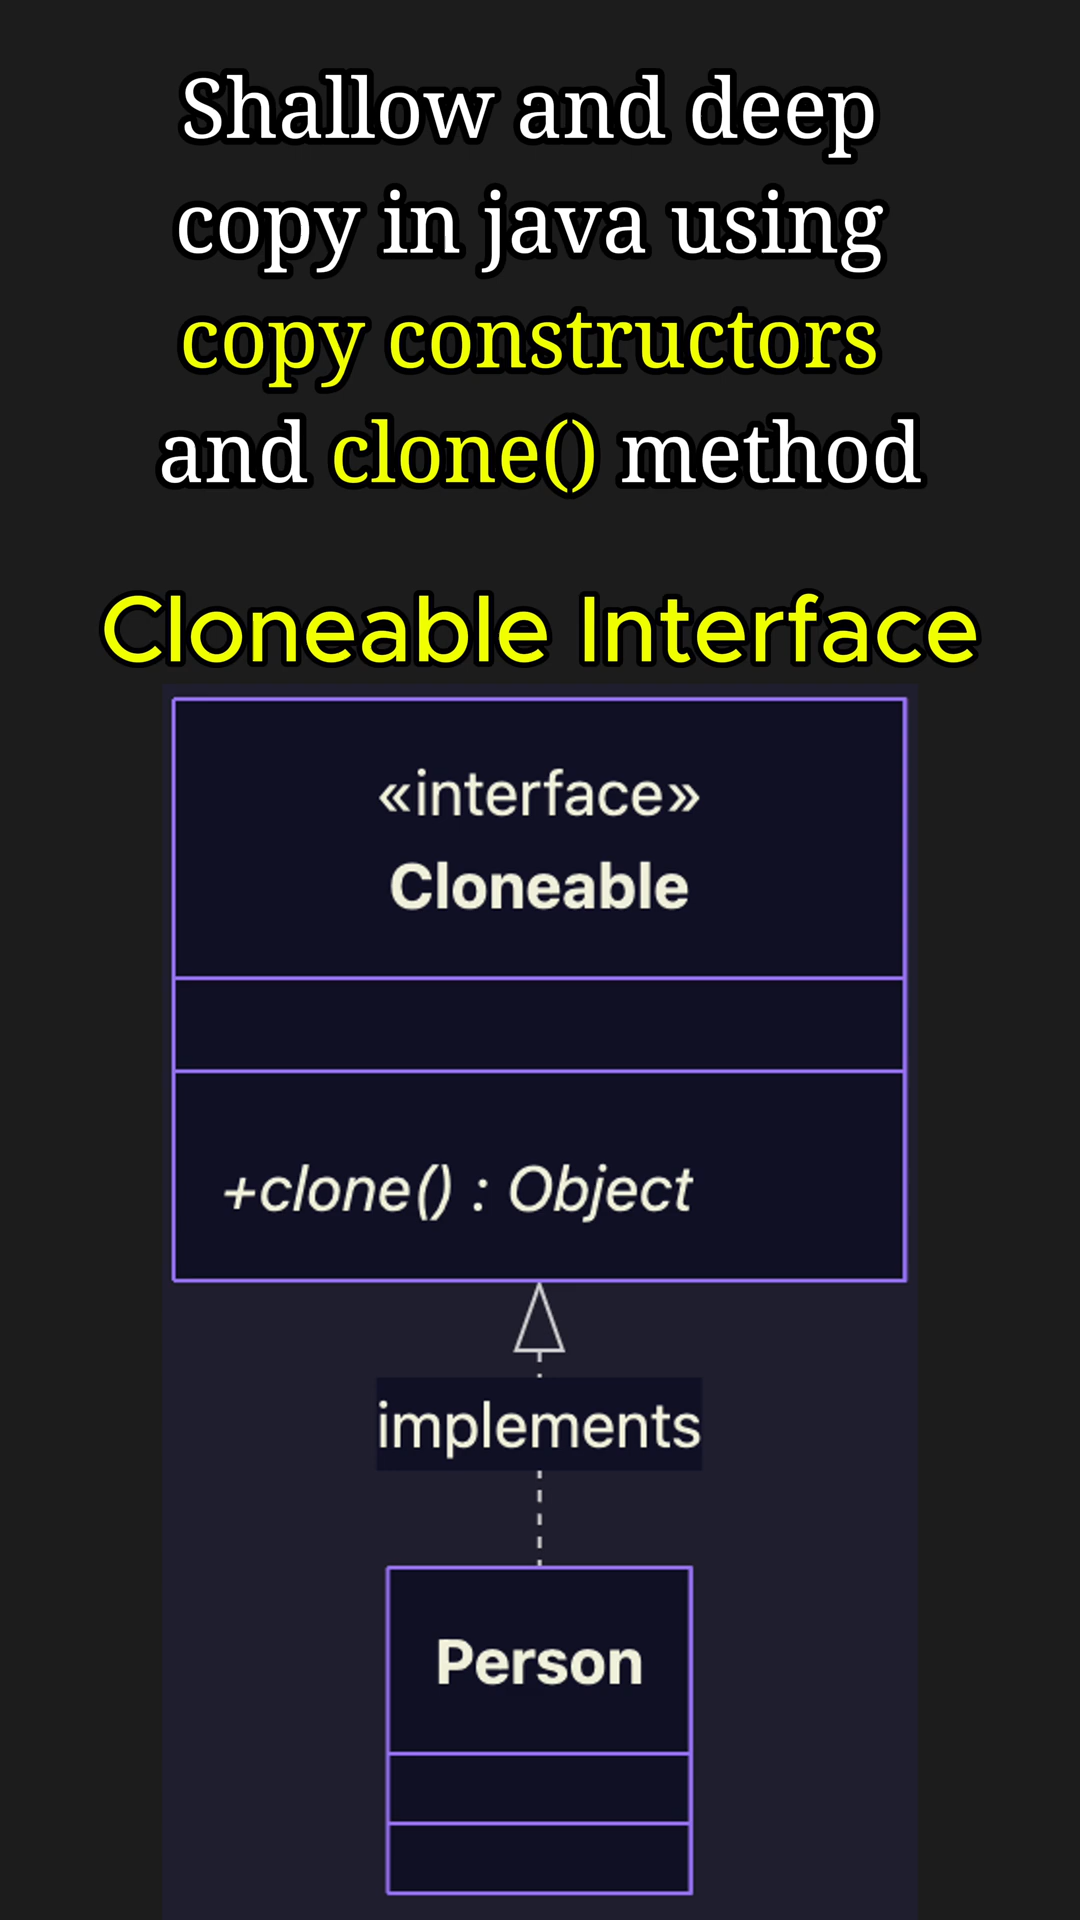 Shallow and deep
copy in java using
copy constructors
and clone() method
Cloneable Interface
«interface»
Cloneable
+clone() : Object
implements
Person